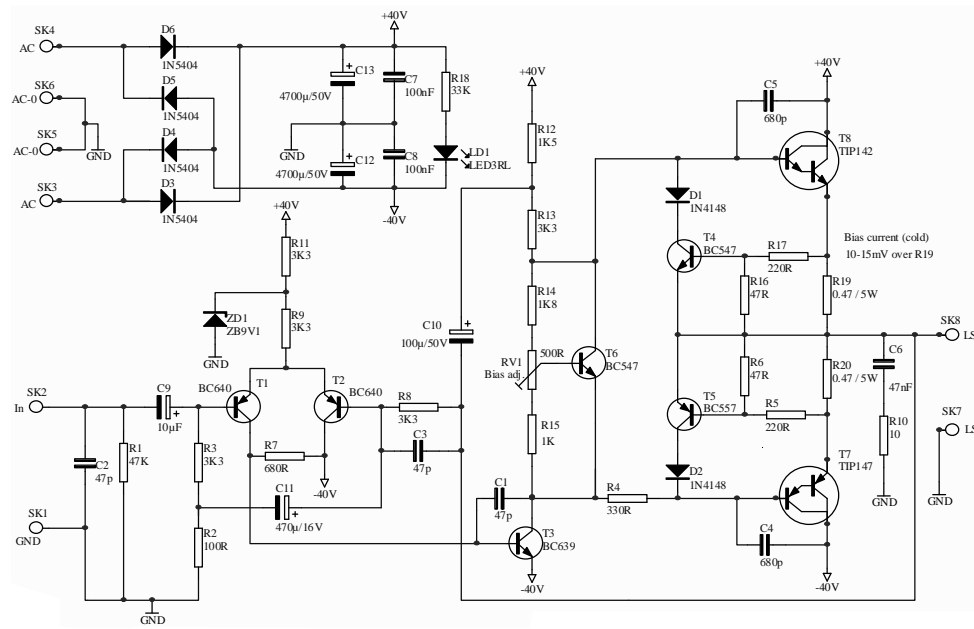 SK4
AC
D6
1N5404
SK6
AC-0
D5
1N5404
SK5
AC-0
GND
D4
1N5404
SK3
AC
D3
1N5404
+40V
C13
4700µ/50V
C7
100nF
R18
33K
GND
C12
4700µ/50V
C8
100nF
LD1
LED3RL
-40V
+40V
R11
3K3
ZD1
ZB9V1
GND
R9
3K3
SK2
In
C9
10µF
BC640
T1
T2
BC640
R8
3K3
C2
47p
R1
47K
R3
3K3
R7
680R
-40V
C3
47p
C11
470µ/16V
SK1
GND
R2
100R
GND
C10
100µ/50V
+40V
R12
1K5
R13
3K3
R14
1K8
RV1
500R
Bias adj.
T6
BC547
R15
1K
C1
47p
T3
BC639
-40V
R4
330R
+40V
C5
680p
T8
TIP142
D1
1N4148
T4
BC547
R17
220R
Bias current (cold)
10-15mV over R19
R16
47R
R19
0.47 / 5W
SK8
LS
R6
47R
R20
0.47 / 5W
C6
47nF
T5
BC557
R5
220R
R10
10
SK7
LS
GND
GND
D2
1N4148
T7
TIP147
C4
680p
-40V